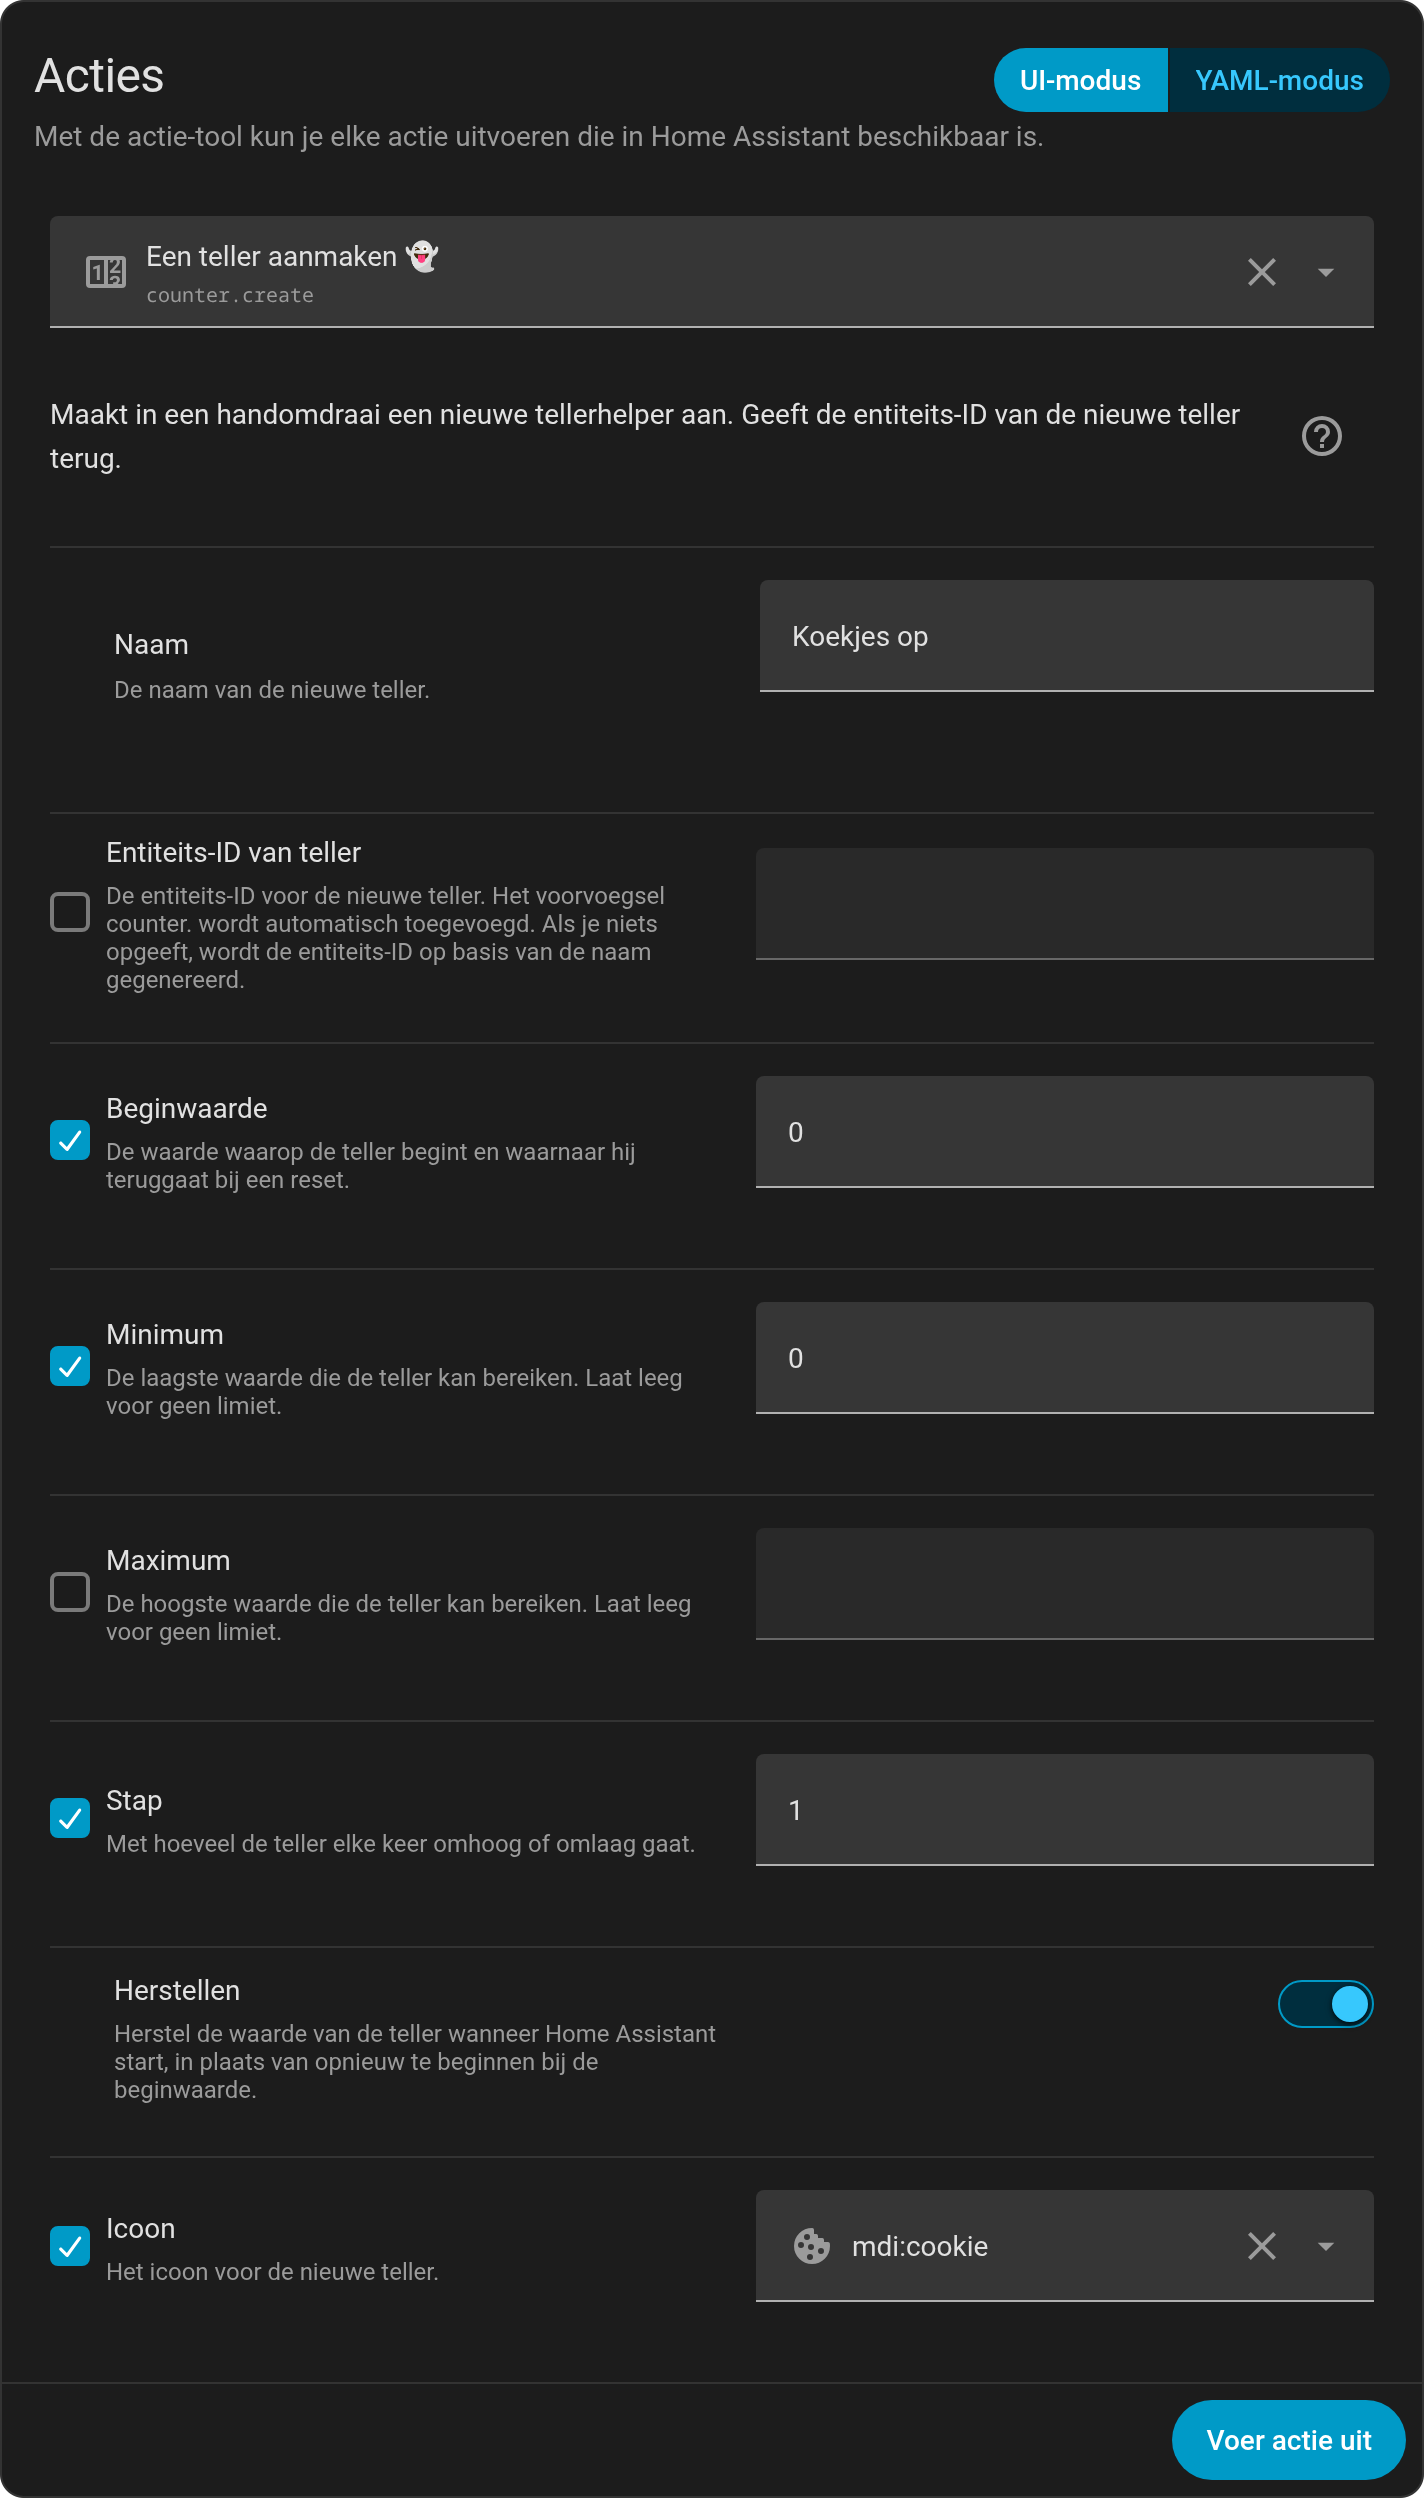 Acties
UI-modus
YAML-modus
Met de actie-tool kun je elke actie uitvoeren die in Home Assistant beschikbaar is.
Een teller aanmaken 👻
counter.create
Maakt in een handomdraai een nieuwe tellerhelper aan. Geeft de entiteits-ID van de nieuwe teller
terug.
Naam
De naam van de nieuwe teller.
Koekjes op
Entiteits-ID van teller
De entiteits-ID voor de nieuwe teller. Het voorvoegsel
counter. wordt automatisch toegevoegd. Als je niets
opgeeft, wordt de entiteits-ID op basis van de naam
gegenereerd.
Beginwaarde
De waarde waarop de teller begint en waarnaar hij
teruggaat bij een reset.
0
Minimum
De laagste waarde die de teller kan bereiken. Laat leeg
voor geen limiet.
0
Maximum
De hoogste waarde die de teller kan bereiken. Laat leeg
voor geen limiet.
Stap
Met hoeveel de teller elke keer omhoog of omlaag gaat.
1
Herstellen
Herstel de waarde van de teller wanneer Home Assistant
start, in plaats van opnieuw te beginnen bij de
beginwaarde.
Icoon
Het icoon voor de nieuwe teller.
mdi:cookie
Voer actie uit